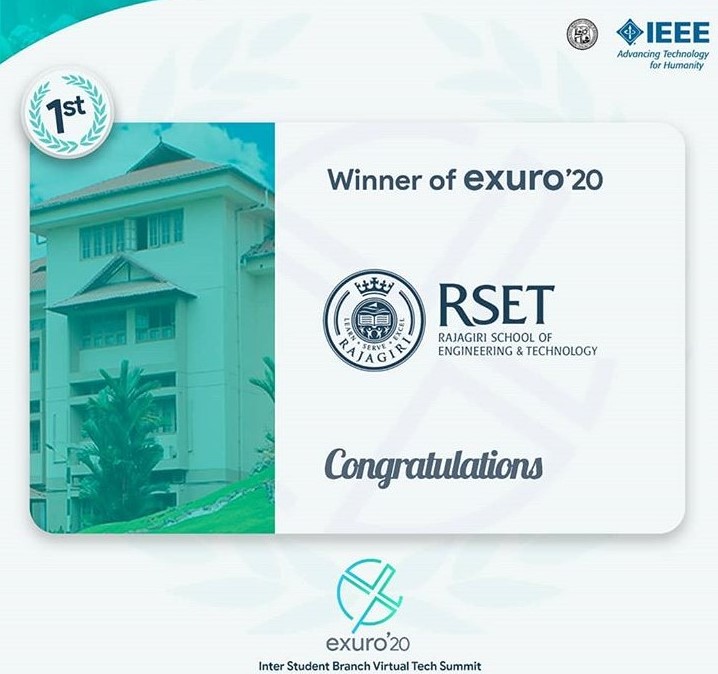 IEEE
Advancing Technology
for Humanity
1st
Winner of exuro'20
LEARN • SERVE • EXCEL
RAJAGIRI
RSET
RAJAGIRI SCHOOL OF
ENGINEERING & TECHNOLOGY
Congratulations
exuro'20
Inter Student Branch Virtual Tech Summit